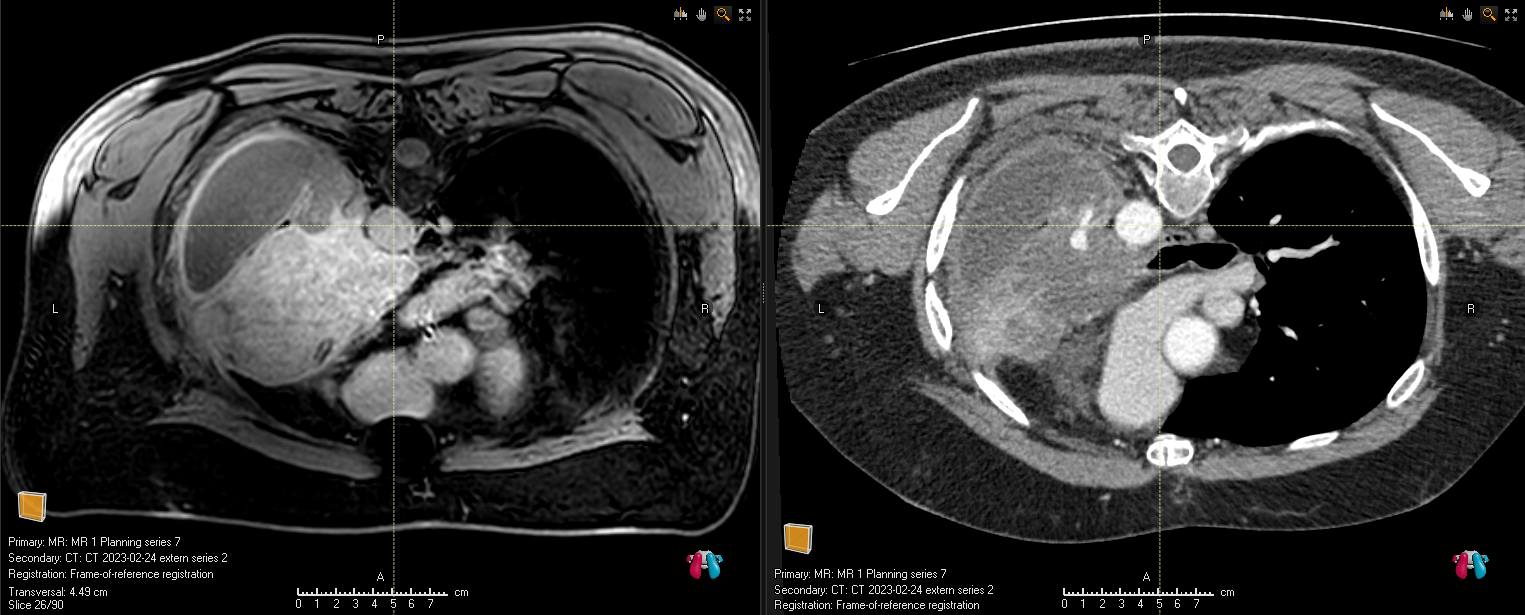 P
L
R
Primary: MR: MR 1 Planning series 7
Secondary: CT: CT 2023-02-24 extern series 2
Registration: Frame-of-reference registration
Transversal: 4.49 cm
Slice 26/90
A
0 1 2 3 4 5 6 7 cm
P
L
R
Primary: MR: MR 1 Planning series 7
Secondary: CT: CT 2023-02-24 extern series 2
Registration: Frame-of-reference registration
A
0 1 2 3 4 5 6 7 cm